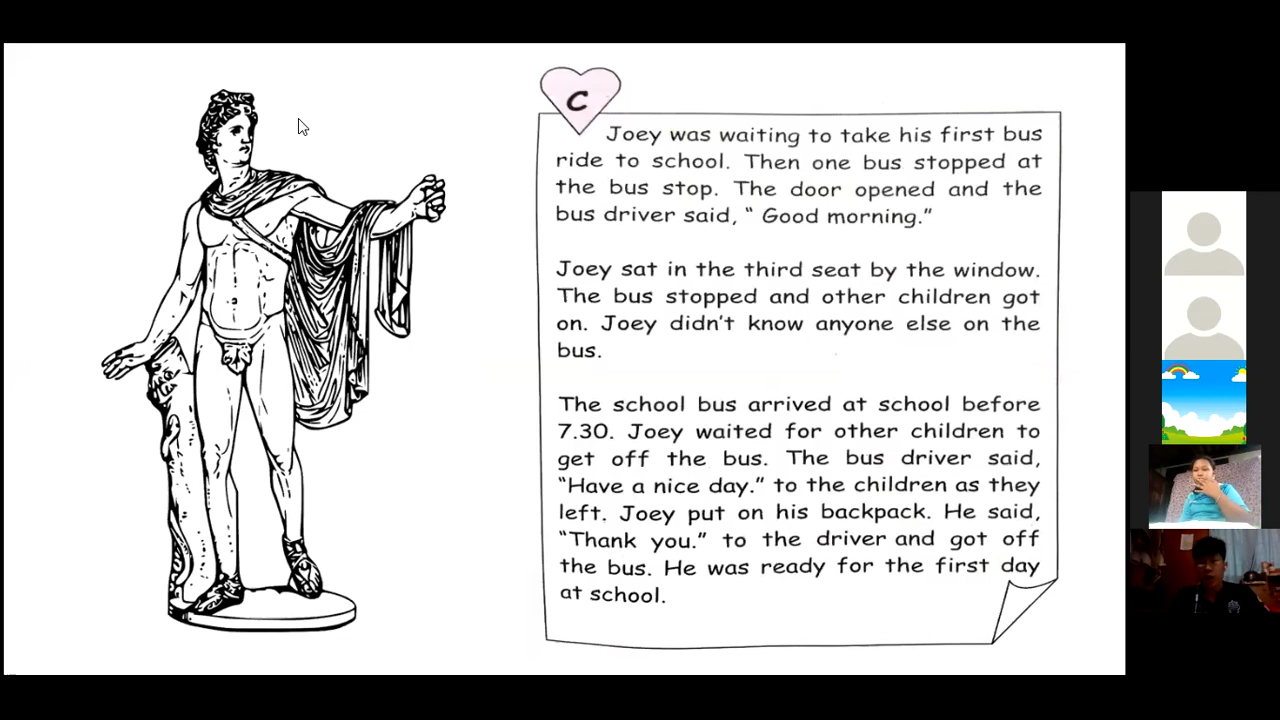 C
Joey was waiting to take his first bus
ride to school. Then one bus stopped at
the bus stop. The door opened and the
bus driver said, “ Good morning.”
Joey sat in the third seat by the window.
The bus stopped and other children got
on. Joey didn’t know anyone else on the
bus.
The school bus arrived at school before
7.30. Joey waited for other children to
get off the bus. The bus driver said,
“Have a nice day.” to the children as they
left. Joey put on his backpack. He said,
“Thank you.” to the driver and got off
the bus. He was ready for the first day
at school.